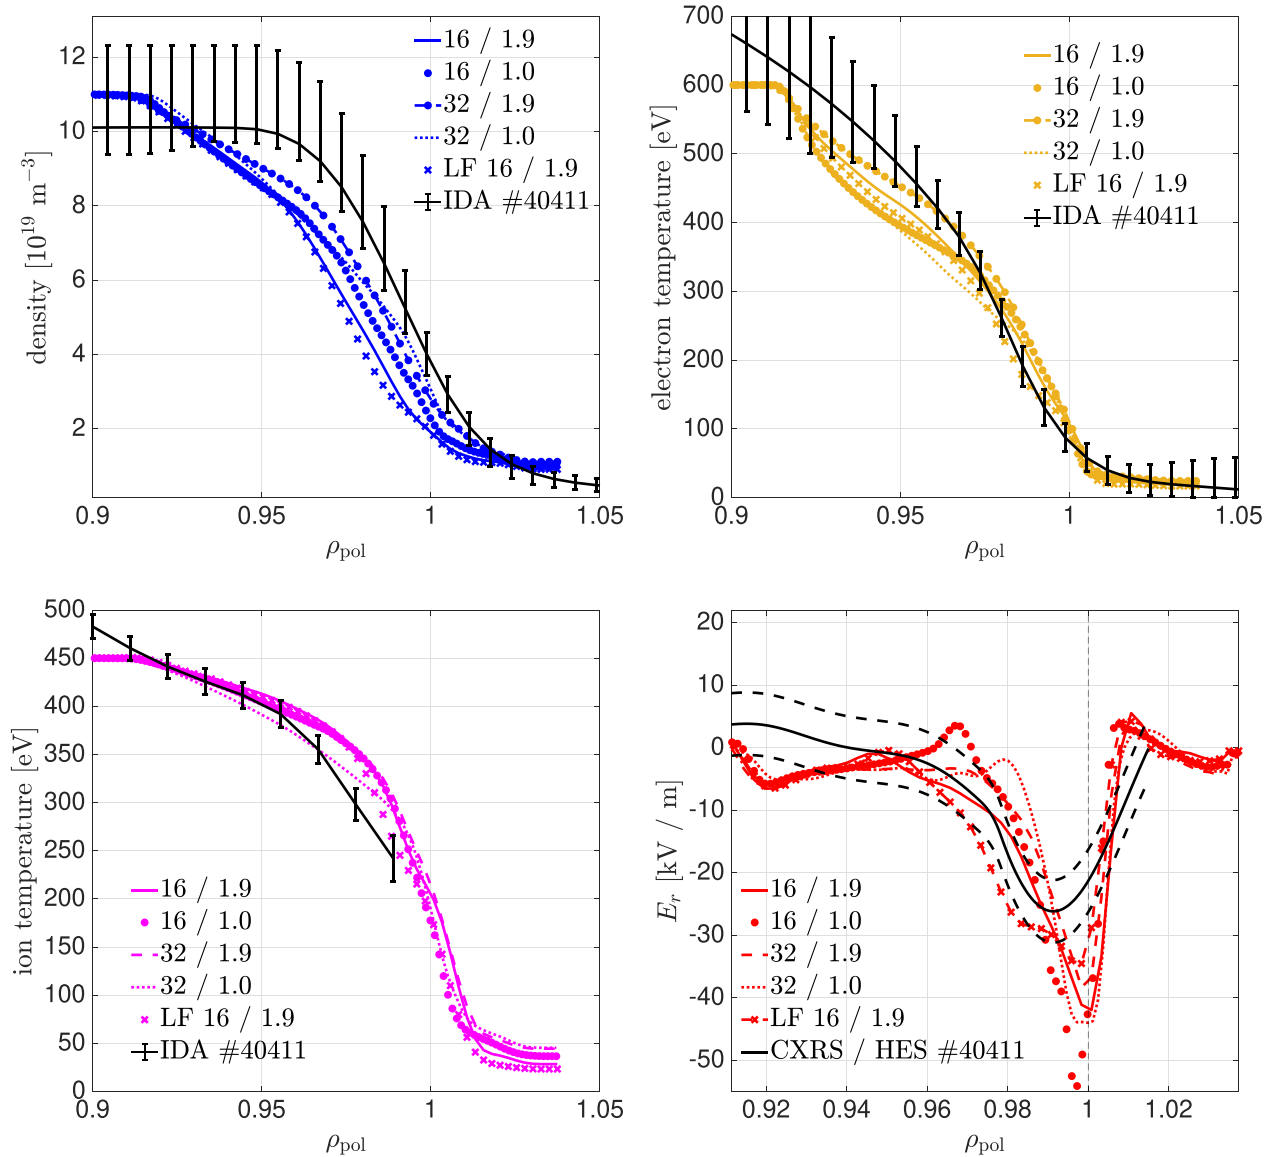 12
10
8
6
4
2
density [10¹⁹ m⁻³]
0.9
0.95
1
1.05
ρpol
16 / 1.9
16 / 1.0
32 / 1.9
32 / 1.0
LF 16 / 1.9
IDA #40411
700
600
500
400
300
200
100
0
electron temperature [eV]
0.9
0.95
1
1.05
ρpol
16 / 1.9
16 / 1.0
32 / 1.9
32 / 1.0
LF 16 / 1.9
IDA #40411
500
450
400
350
300
250
200
150
100
50
0
ion temperature [eV]
0.9
0.95
1
1.05
ρpol
16 / 1.9
16 / 1.0
32 / 1.9
32 / 1.0
LF 16 / 1.9
IDA #40411
20
10
0
-10
-20
-30
-40
-50
Er [kV / m]
0.92
0.94
0.96
0.98
1
1.02
ρpol
16 / 1.9
16 / 1.0
32 / 1.9
32 / 1.0
LF 16 / 1.9
CXRS / HES #40411